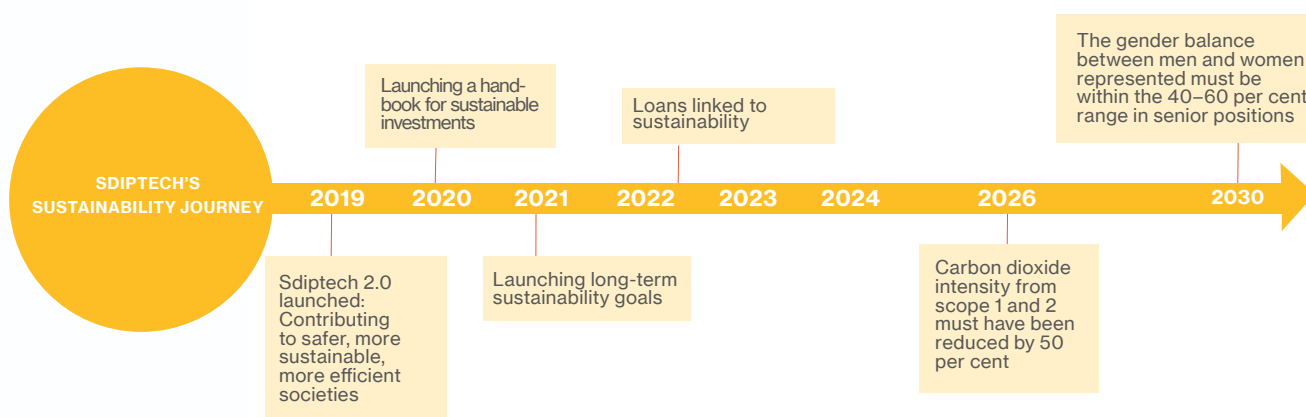 SDIPTECH'S
SUSTAINABILITY JOURNEY
Launching a hand-
book for sustainable
investments
Loans linked to
sustainability
The gender balance
between men and women
represented must be
within the 40–60 per cent
range in senior positions
2019 2020 2021 2022 2023 2024 2026 2030
Sdiptech 2.0
launched:
Contributing
to safer, more
sustainable,
more efficient
societies
Launching long-term
sustainability goals
Carbon dioxide
intensity from
scope 1 and 2
must have been
reduced by 50
per cent